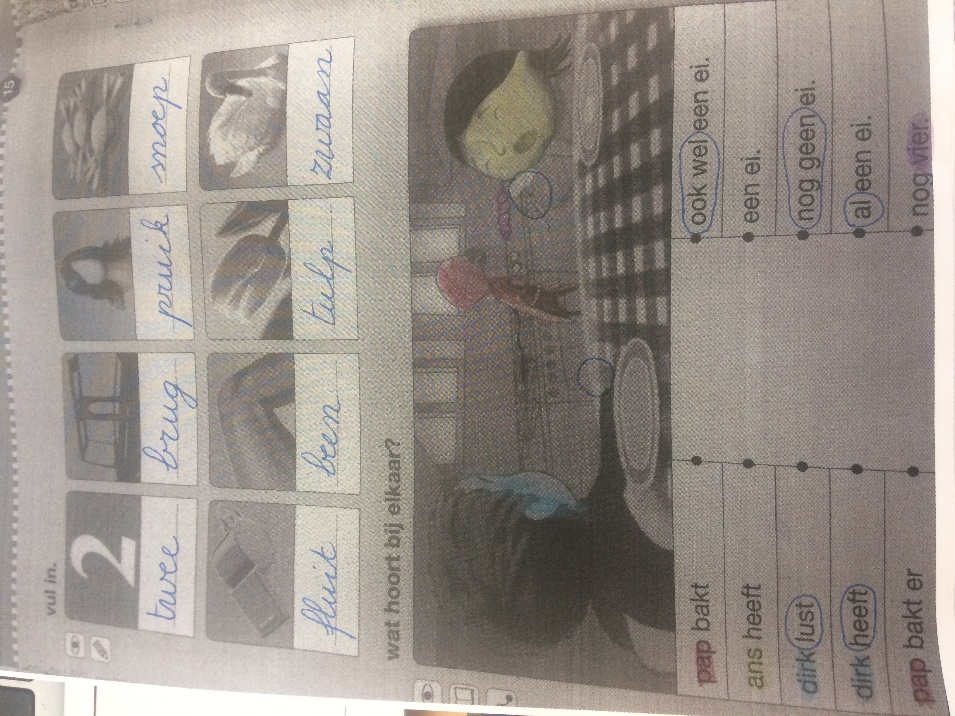 15
vul in.
2
twee
brug
pruik
snoep
fluit
been
tulp
zwaan
wat hoort bij elkaar?
pap bakt
ook wel een ei.
ans heeft
een ei.
dirk lust
nog geen ei.
dirk heeft
al een ei.
pap bakt er
nog vier.